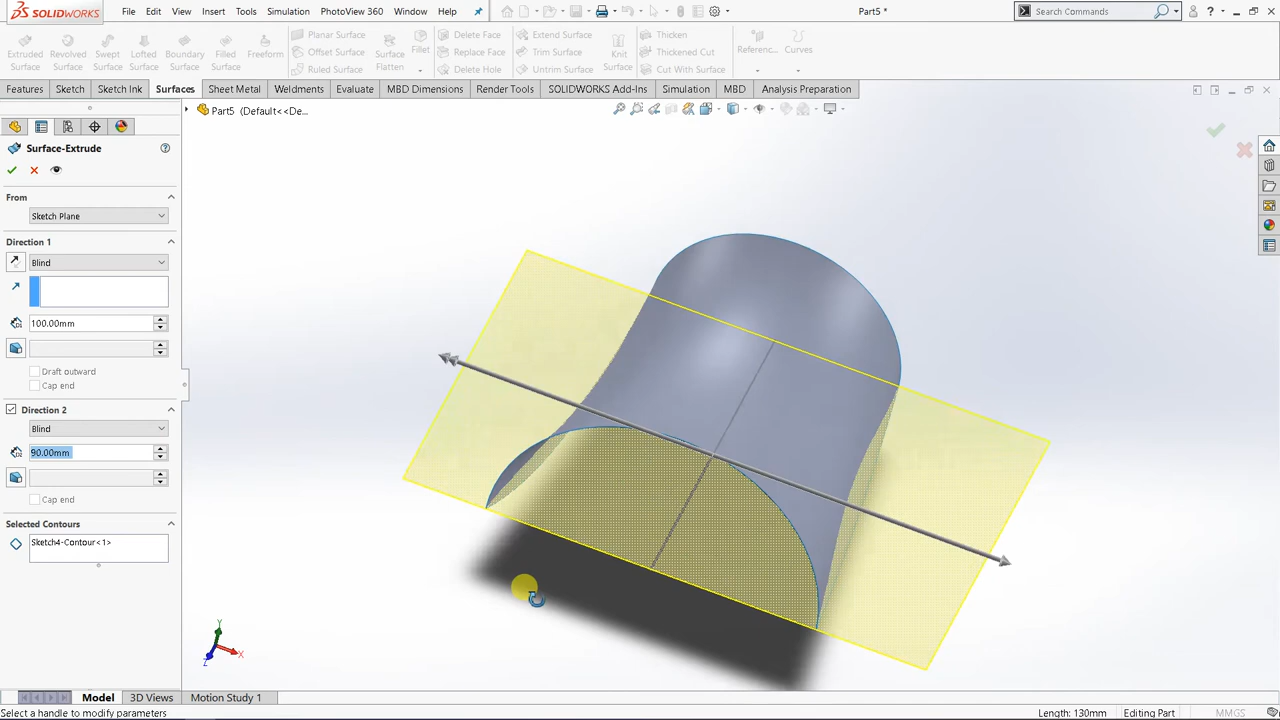 SOLIDWORKS File Edit View Insert Tools Simulation PhotoView 360 Window Help Part5 * Search Commands
Extruded Surface
Revolved Surface
Swept Surface
Lofted Surface
Boundary Surface
Filled Surface
Freeform
Planar Surface
Offset Surface
Ruled Surface
Fillet
Surface Flatten
Delete Face
Replace Face
Delete Hole
Extend Surface
Trim Surface
Untrim Surface
Knit Surface
Thicken
Thickened Cut
Cut With Surface
Referenc...
Curves
Features Sketch Sketch Ink Surfaces Sheet Metal Weldments Evaluate MBD Dimensions Render Tools SOLIDWORKS Add-Ins Simulation MBD Analysis Preparation
Part5 (Default<<De...
Surface-Extrude
From
Sketch Plane
Direction 1
Blind
100.00mm
Draft outward
Cap end
Direction 2
Blind
90.00mm
Cap end
Selected Contours
Sketch4-Contour<1>
Y
X
Z
Model 3D Views Motion Study 1
Select a handle to modify parameters Length: 130mm Editing Part MMGS